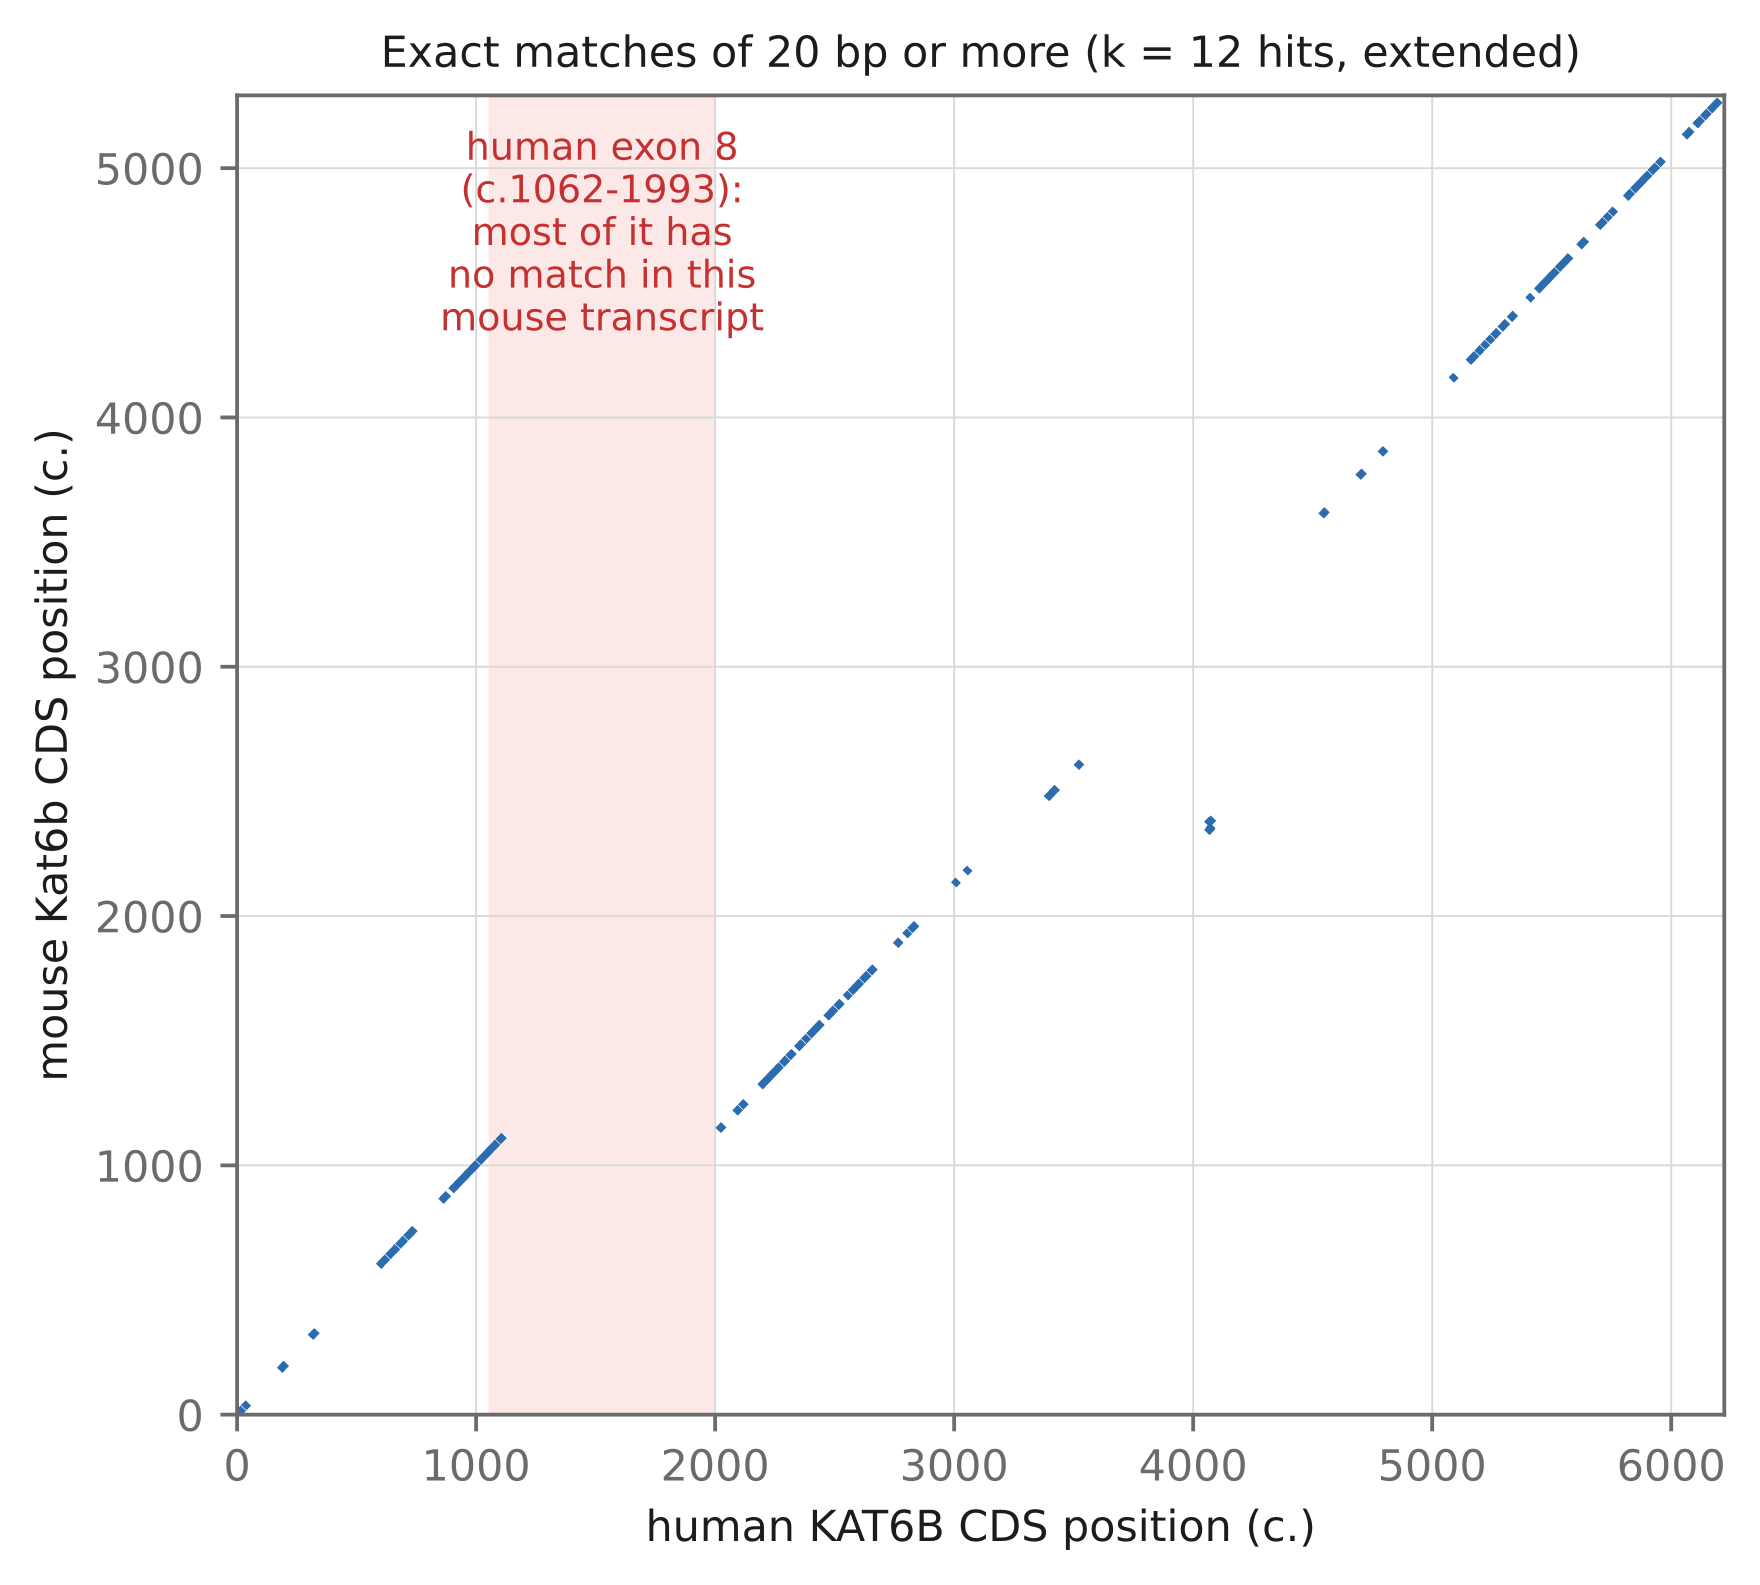 Exact matches of 20 bp or more (k = 12 hits, extended)
human exon 8
(c.1062-1993):
most of it has
no match in this
mouse transcript
mouse Kat6b CDS position (c.)
5000
4000
3000
2000
1000
0
0 1000 2000 3000 4000 5000 6000
human KAT6B CDS position (c.)